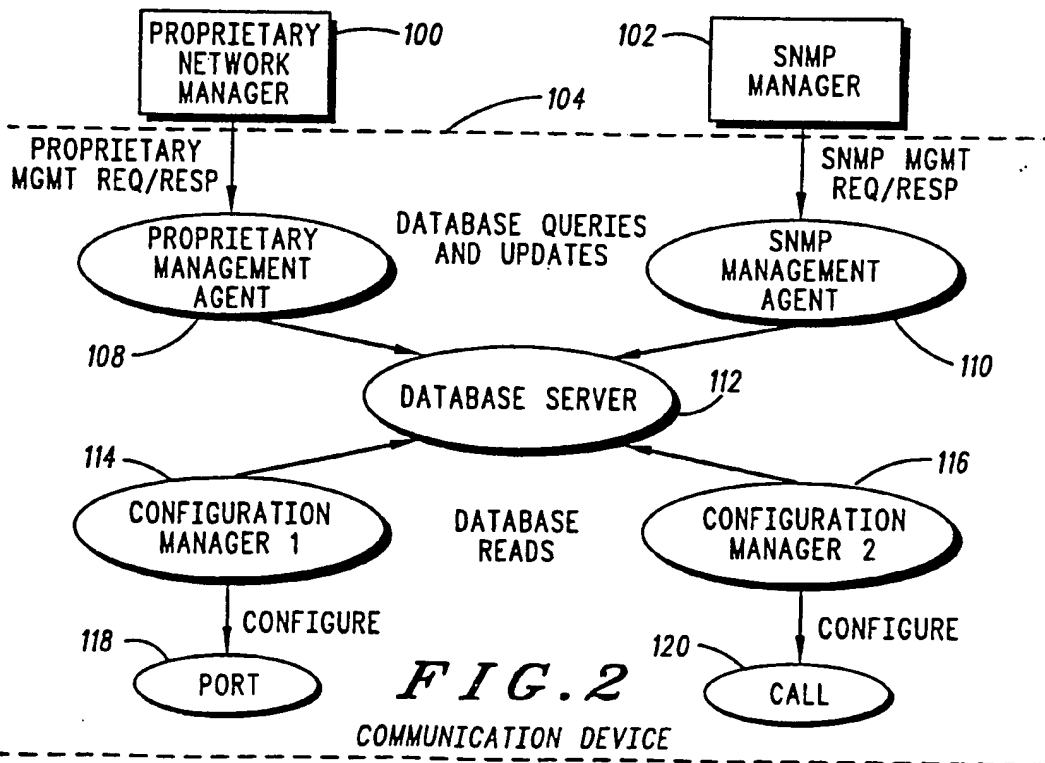 PROPRIETARY
NETWORK
MANAGER
100
102
SNMP
MANAGER
104
PROPRIETARY
MGMT REQ/RESP
SNMP MGMT
REQ/RESP
PROPRIETARY
MANAGEMENT
AGENT
DATABASE QUERIES
AND UPDATES
SNMP
MANAGEMENT
AGENT
108
110
DATABASE SERVER
112
114
116
CONFIGURATION
MANAGER 1
DATABASE
READS
CONFIGURATION
MANAGER 2
CONFIGURE
CONFIGURE
118
PORT
120
CALL
FIG.2
COMMUNICATION DEVICE